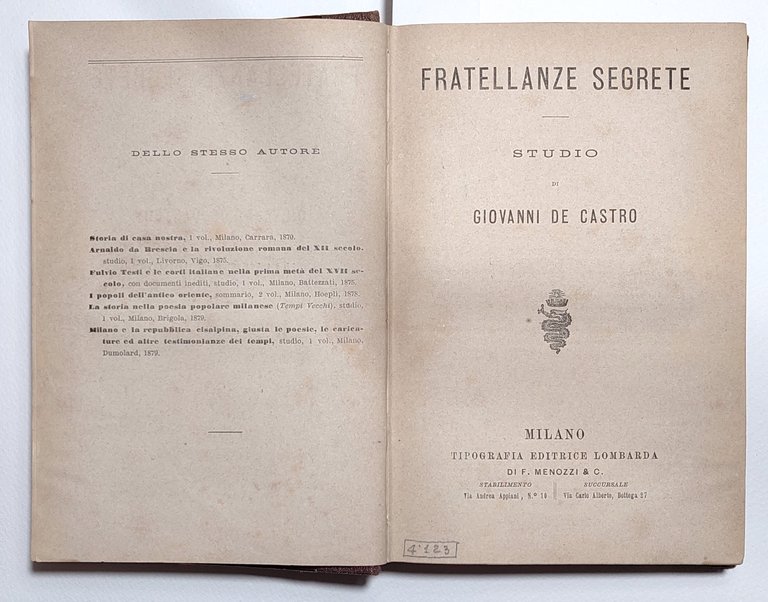 DELLO STESSO AUTORE
Storia di casa nostra, 1 vol., Milano, Carrara, 1870.
Arnaldo da Brescia e la rivoluzione romana del XII secolo,
studio, 1 vol., Livorno, Vigo, 1875.
Fulvio Testi e le corti italiane nella prima metà del XVII se-
colo, con documenti inediti, studio, 1 vol., Milano, Battezzati, 1875.
I popoli dell'antico oriente, sommario, 2 vol., Milano, Hoepli, 1878.
La storia nella poesia popolare milanese (Tempi Vecchi), studio,
1 vol., Milano, Brigola, 1879.
Milano e la repubblica cisalpina, giusta le poesie, le carica-
ture ed altre testimonianze dei tempi, studio, 1 vol., Milano,
Dumolard, 1879.
FRATELLANZE SEGRETE
STUDIO
DI
GIOVANNI DE CASTRO
MILANO
TIPOGRAFIA EDITRICE LOMBARDA
DI F. MENOZZI & C.
STABILIMENTO SUCCURSALE
Via Andrea Appiani, N.º 10 Via Carlo Alberto, Bottega 27
4'123